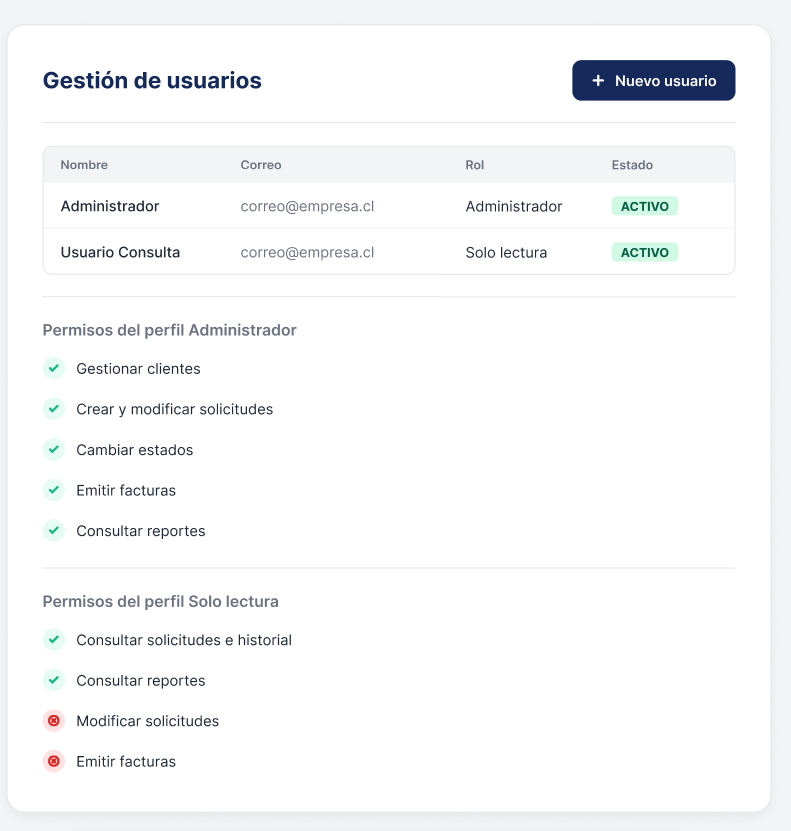 Gestión de usuarios
+ Nuevo usuario
Nombre Correo Rol Estado
Administrador correo@empresa.cl Administrador ACTIVO
Usuario Consulta correo@empresa.cl Solo lectura ACTIVO
Permisos del perfil Administrador
Gestionar clientes
Crear y modificar solicitudes
Cambiar estados
Emitir facturas
Consultar reportes
Permisos del perfil Solo lectura
Consultar solicitudes e historial
Consultar reportes
Modificar solicitudes
Emitir facturas